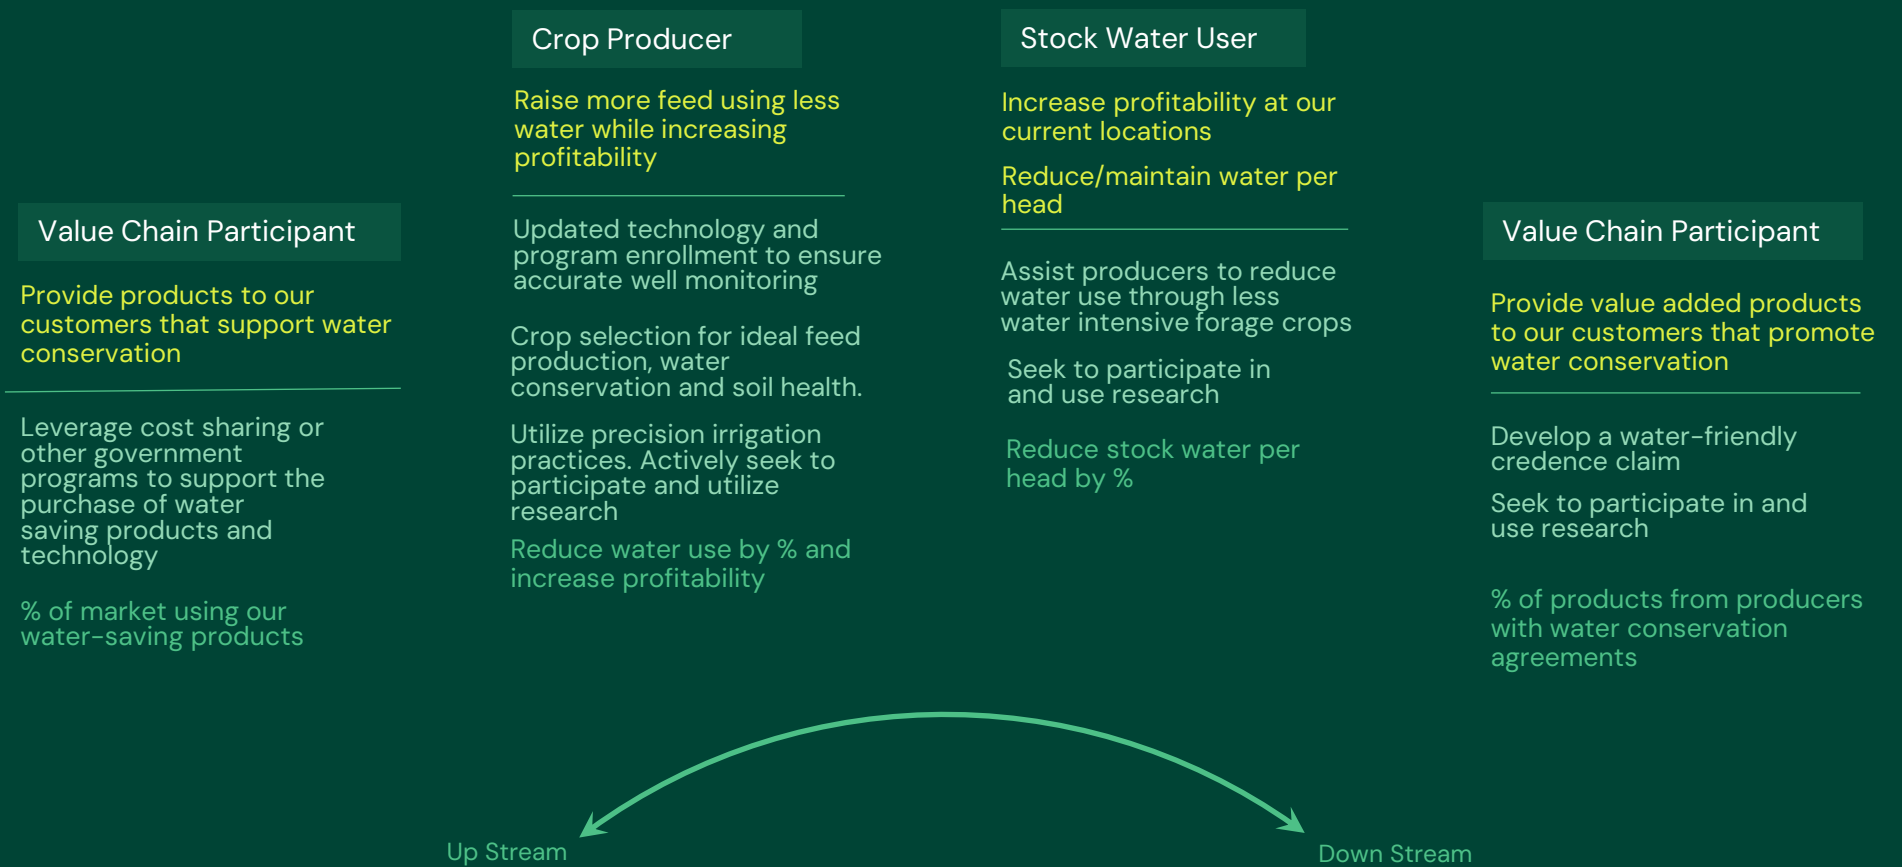 Value Chain Participant
Provide products to our
customers that support water
conservation
Leverage cost sharing or
other government
programs to support the
purchase of water
saving products and
technology
% of market using our
water-saving products
Crop Producer
Raise more feed using less
water while increasing
profitability
Updated technology and
program enrollment to ensure
accurate well monitoring
Crop selection for ideal feed
production, water
conservation and soil health.
Utilize precision irrigation
practices. Actively seek to
participate and utilize
research
Reduce water use by % and
increase profitability
Stock Water User
Increase profitability at our
current locations
Reduce/maintain water per
head
Assist producers to reduce
water use through less
water intensive forage crops
Seek to participate in
and use research
Reduce stock water per
head by %
Value Chain Participant
Provide value added products
to our customers that promote
water conservation
Develop a water-friendly
credence claim
Seek to participate in and
use research
% of products from producers
with water conservation
agreements
Up Stream
Down Stream